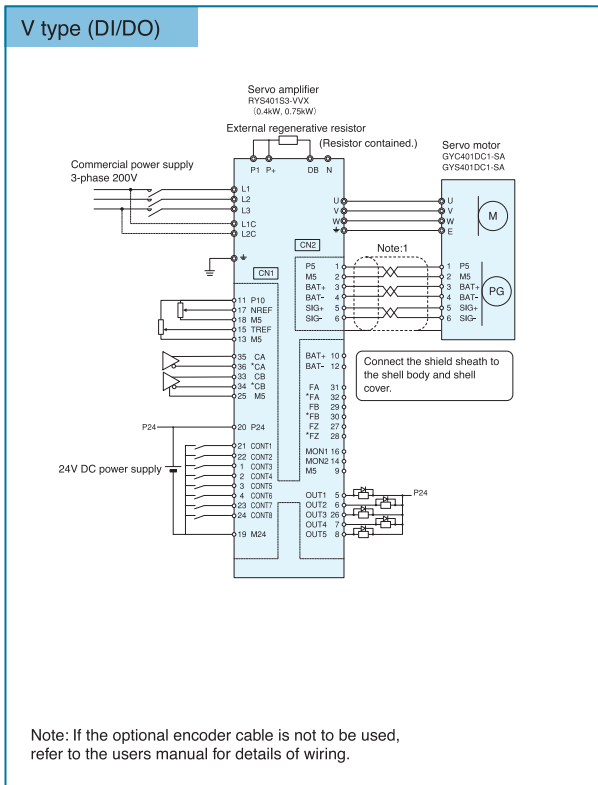 V type (DI/DO)
Servo amplifier
RYS401S3-VVX
(0.4kW, 0.75kW)
External regenerative resistor
(Resistor contained.)
Servo motor
GYC401DC1-SA
GYS401DC1-SA
Commercial power supply
3-phase 200V
P1 P+ DB N
L1
L2
L3
L1C
L2C
U U
V V
W W
E
M
CN2
CN1
Note:1
P5 1 1 P5
M5 2 2 M5
BAT+ 3 3 BAT+
BAT- 4 4 BAT-
SIG+ 5 5 SIG+
SIG- 6 6 SIG-
PG
11 P10
17 NREF
18 M5
15 TREF
13 M5
35 CA
36 *CA
33 CB
34 *CB
25 M5
BAT+ 10
BAT- 12
Connect the shield sheath to
the shell body and shell
cover.
FA 31
*FA 32
FB 29
*FB 30
FZ 27
*FZ 28
MON1 16
MON2 14
M5 9
P24
20 P24
24V DC power supply
21 CONT1
22 CONT2
1 CONT3
2 CONT4
3 CONT5
4 CONT6
23 CONT7
24 CONT8
19 M24
OUT1 5
OUT2 6
OUT3 26
OUT4 7
OUT5 8
P24
Note: If the optional encoder cable is not to be used,
refer to the users manual for details of wiring.